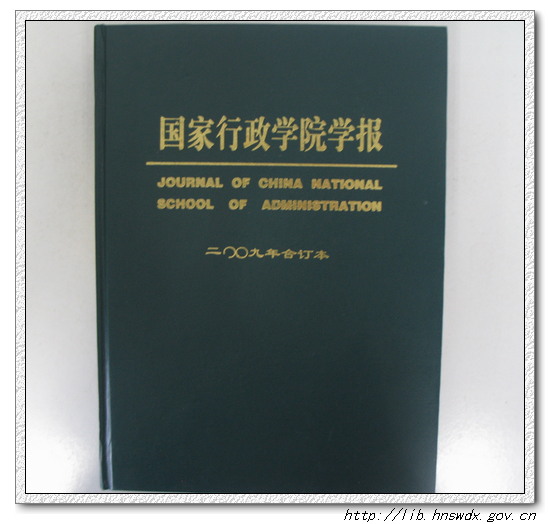 国家行政学院学报
JOURNAL OF CHINA NATIONAL
SCHOOL OF ADMINISTRATION
二〇〇九年合订本
http://lib.hnswdx.gov.cn